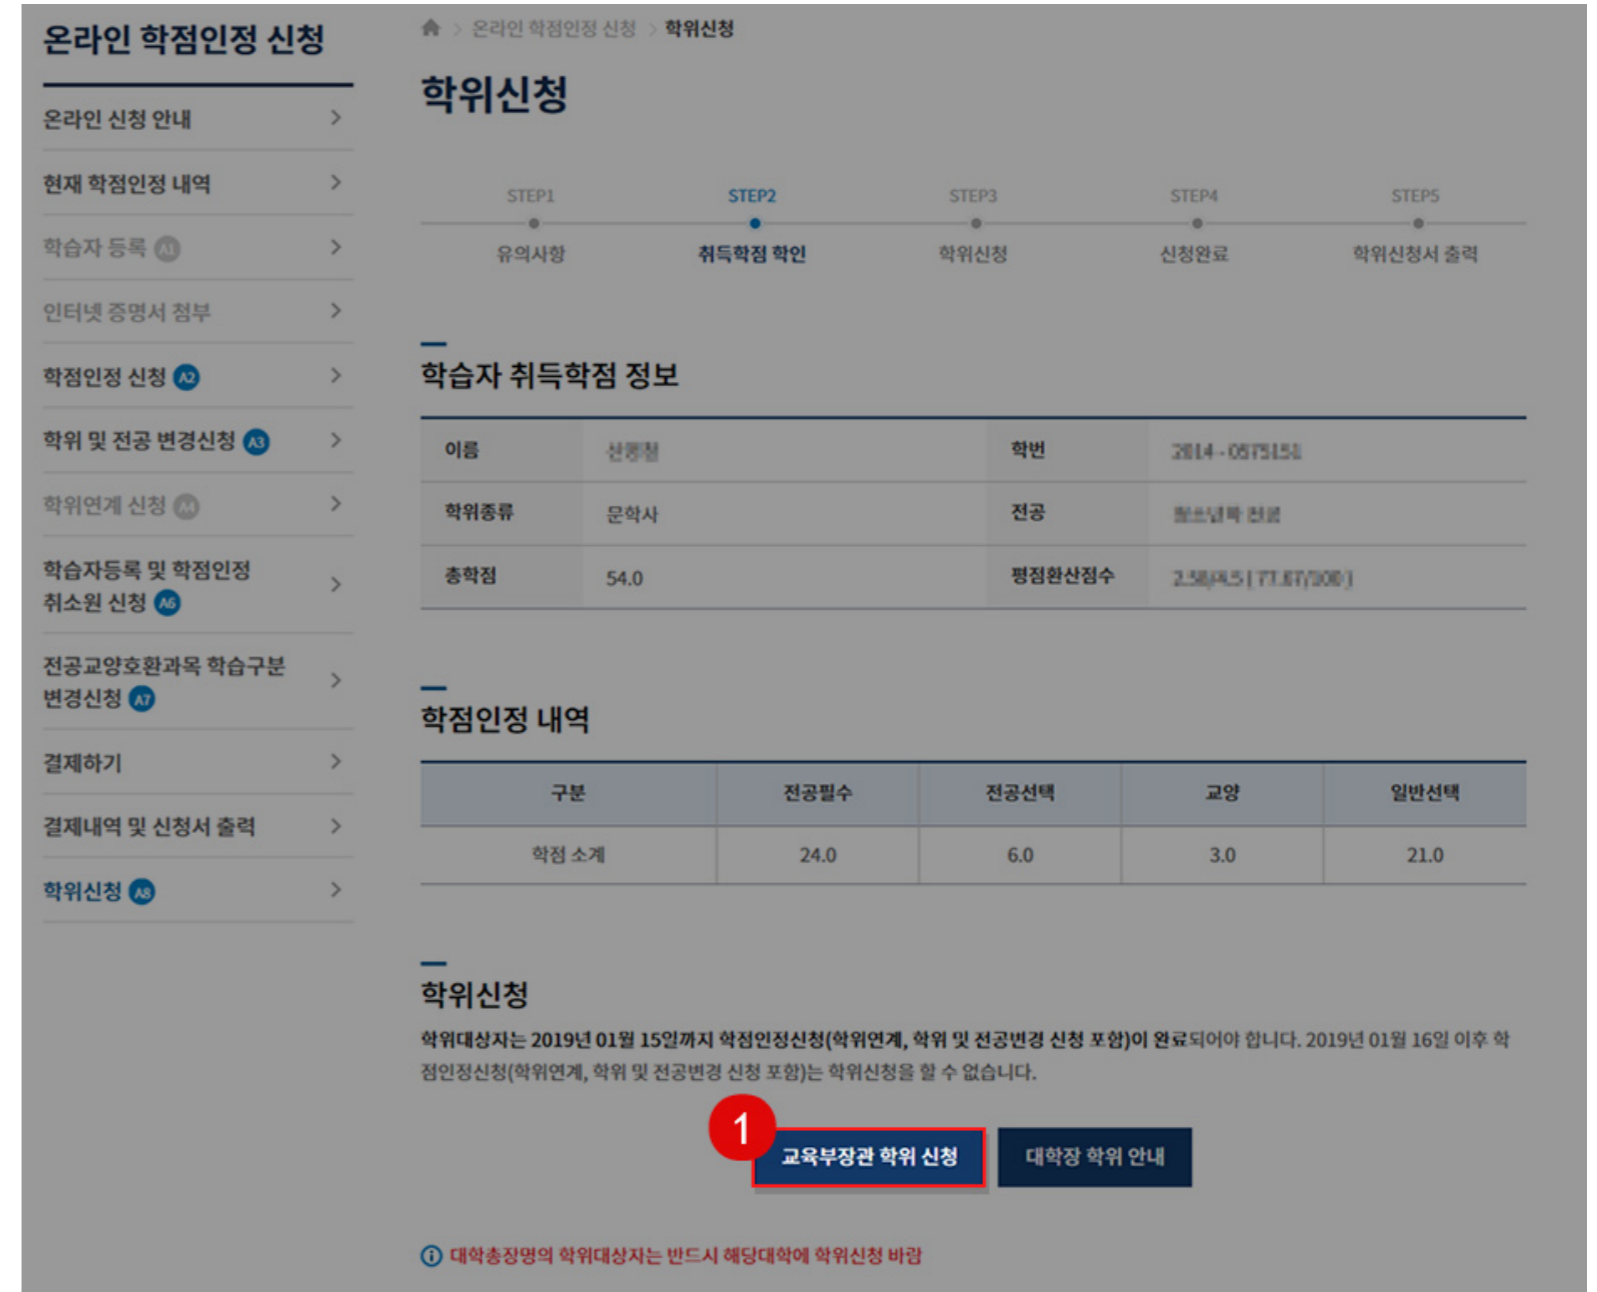 온라인 학점인정 신청
온라인 신청 안내
현재 학점인정 내역
학습자 등록 A1
인터넷 증명서 첨부
학점인정 신청 A2
학위 및 전공 변경신청 A3
학위연계 신청 A4
학습자등록 및 학점인정
취소원 신청 A6
전공교양호환과목 학습구분
변경신청 A7
결제하기
결제내역 및 신청서 출력
학위신청 A8
> 온라인 학점인정 신청 > 학위신청
학위신청
STEP1 STEP2 STEP3 STEP4 STEP5
유의사항 취득학점 학인 학위신청 신청완료 학위신청서 출력
학습자 취득학점 정보
이름 학번
학위종류 문학사 전공
총학점 54.0 평점환산점수
학점인정 내역
구분 전공필수 전공선택 교양 일반선택
학점 소계 24.0 6.0 3.0 21.0
학위신청
학위대상자는 2019년 01월 15일까지 학점인정신청(학위연계, 학위 및 전공변경 신청 포함)이 완료되어야 합니다. 2019년 01월 16일 이후 학
점인정신청(학위연계, 학위 및 전공변경 신청 포함)는 학위신청을 할 수 없습니다.
1
교육부장관 학위 신청 대학장 학위 안내
대학총장명의 학위대상자는 반드시 해당대학에 학위신청 바람